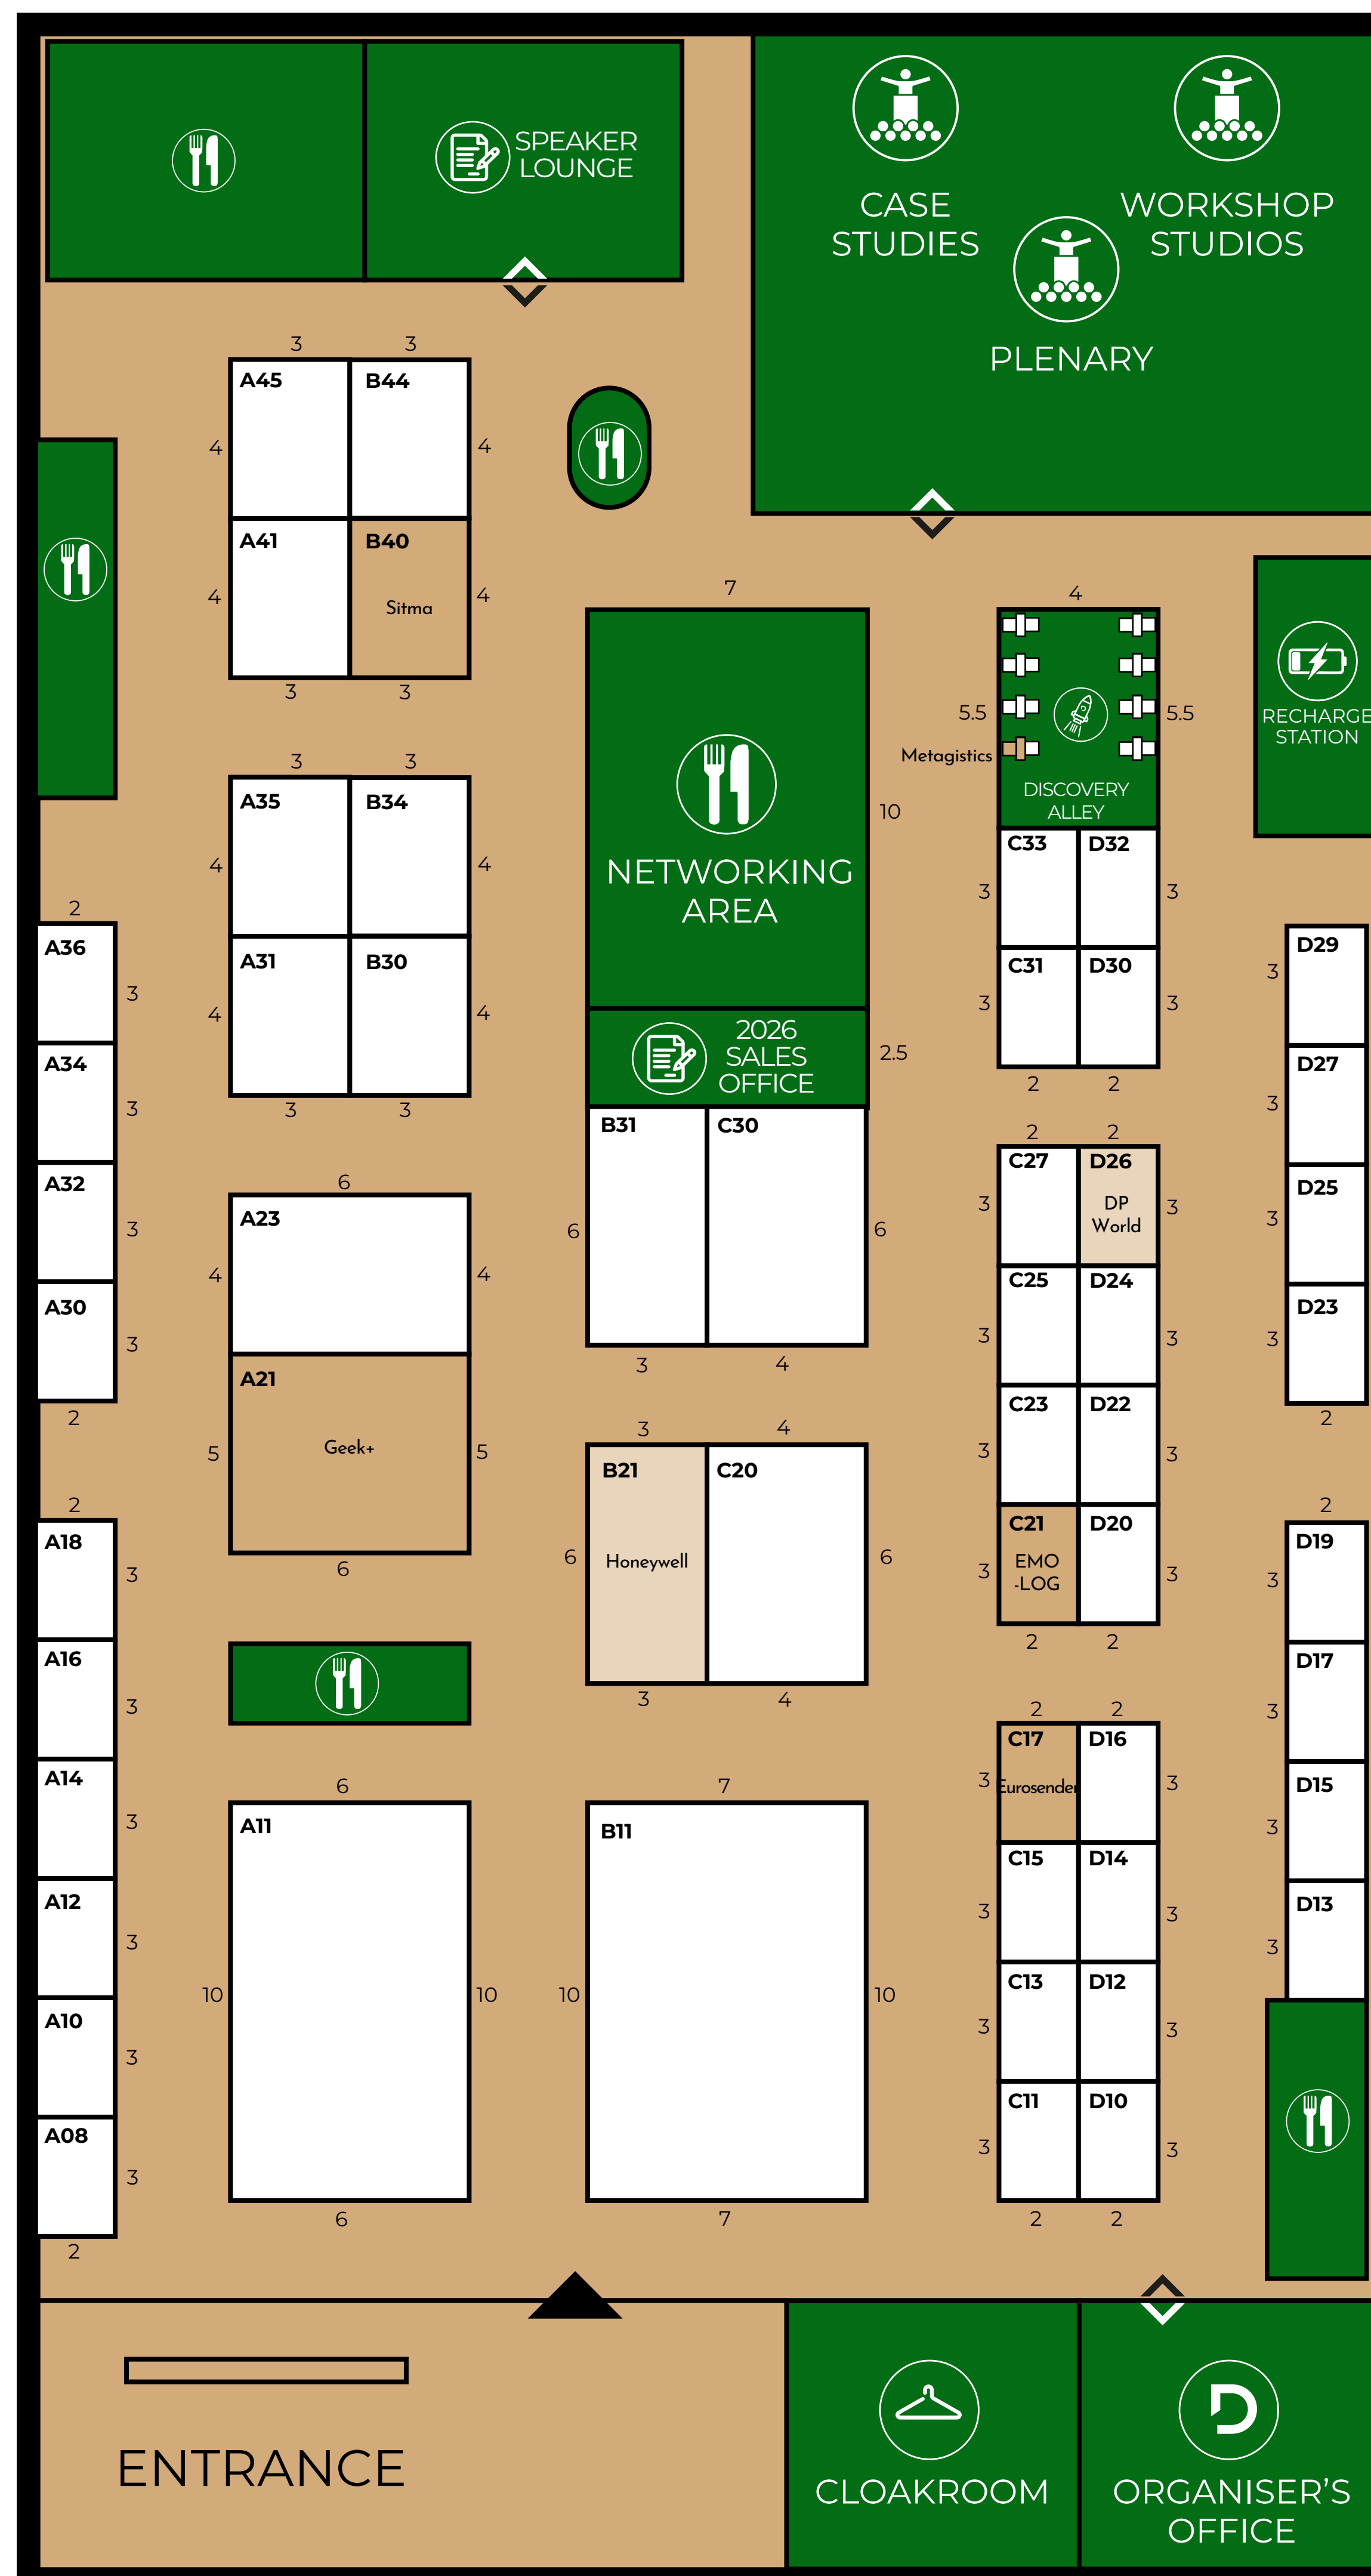 SPEAKER
LOUNGE
CASE
STUDIES
WORKSHOP
STUDIOS
PLENARY
3 3
A45 B44
4 4
A41 B40
Sitma
4 4
3 3
7
NETWORKING
AREA
10
2026
SALES
OFFICE
2.5
4
5.5 5.5
Metagistics
DISCOVERY
ALLEY
RECHARGE
STATION
3 3
A35 B34
4 4
A31 B30
4 4
3 3
C33 D32
3 3
C31 D30
3 3
2 2
2
A36
3
A34
3
A32
3
A30
3
2
D29
3
D27
3
D25
3
D23
3
2
B31 C30
6 6
3 4
6
A23
4 4
A21
Geek+
5 5
6
2 2
C27 D26
DP
World
3 3
C25 D24
3 3
C23 D22
3 3
C21 D20
EMO
-LOG
3 3
2 2
3 4
B21 C20
Honeywell
6 6
3 4
2
A18
3
A16
3
A14
3
A12
3
A10
3
A08
3
2
2
D19
3
D17
3
D15
3
D13
3
6
A11
10 10
6
7
B11
10 10
7
2 2
C17 D16
Eurosender
3 3
C15 D14
3 3
C13 D12
3 3
C11 D10
3 3
2 2
ENTRANCE
CLOAKROOM
ORGANISER'S
OFFICE